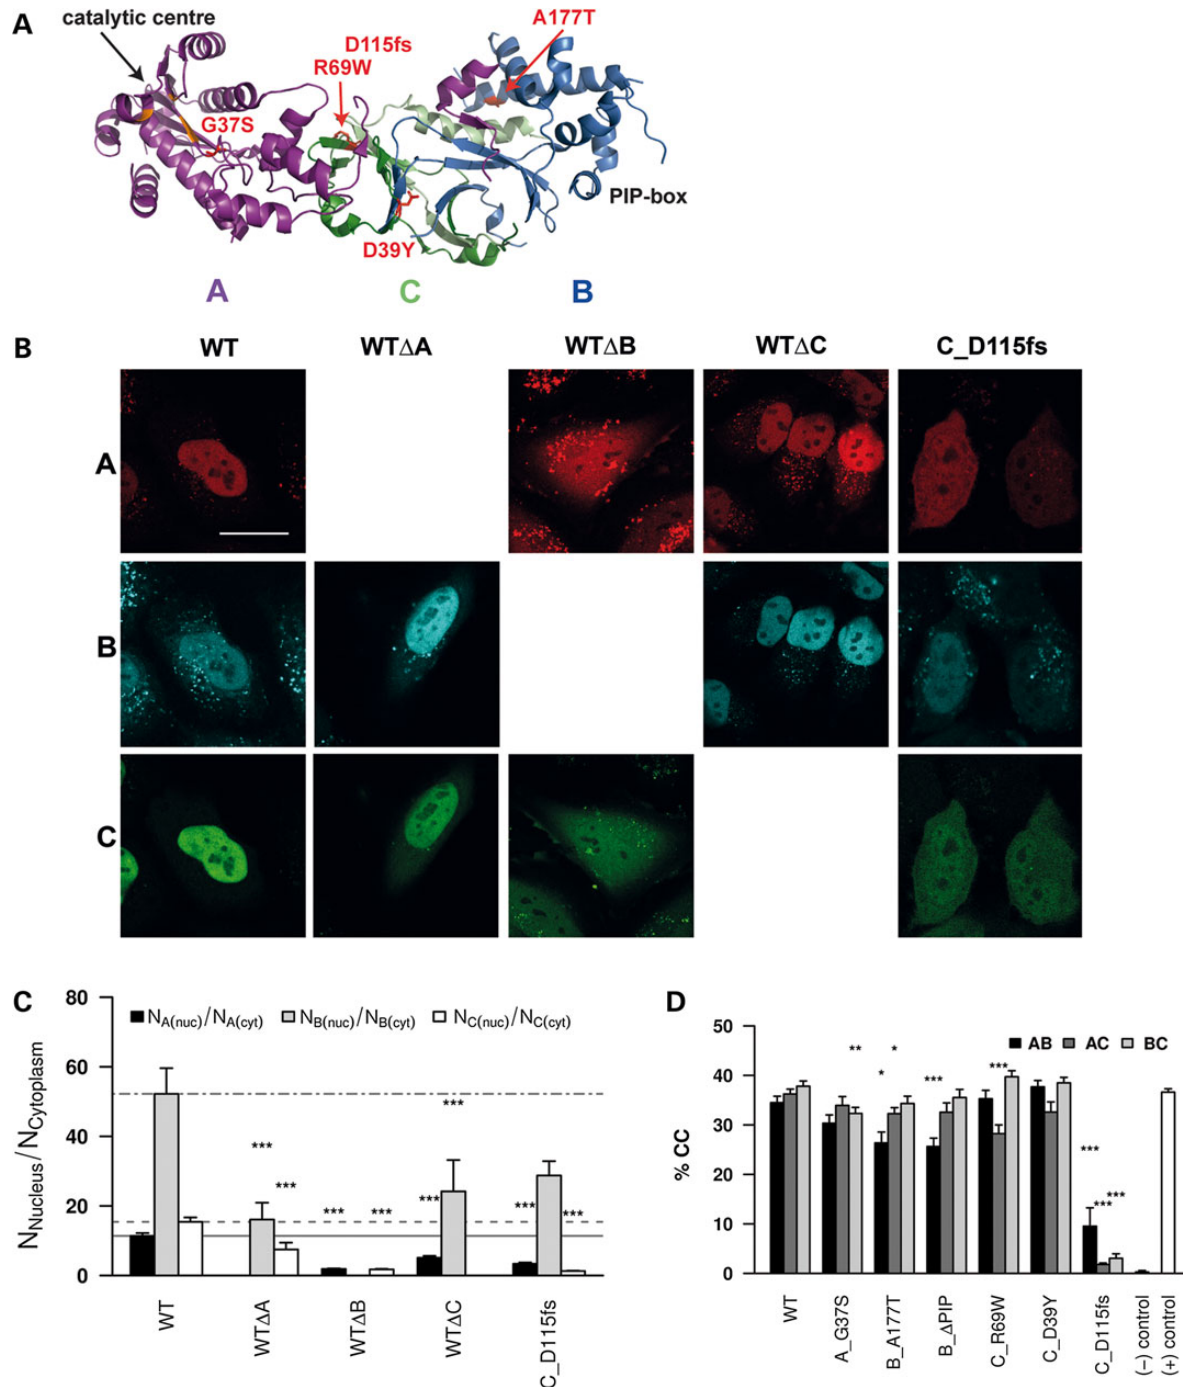 A
catalytic centre
A177T
D115fs
R69W
G37S
PIP-box
D39Y
A
C
B
B
WT
WTΔA
WTΔB
WTΔC
C_D115fs
A
B
C
C
N_Nucleus/N_Cytoplasm
80
60
40
20
0
N_A(nuc)/N_A(cyt)
N_B(nuc)/N_B(cyt)
N_C(nuc)/N_C(cyt)
***
***
***
***
***
***
***
***
WT
WTΔA
WTΔB
WTΔC
C_D115fs
D
% CC
50
40
30
20
10
0
AB
AC
BC
**
*
*
***
***
***
***
***
WT
A_G37S
B_A177T
B_ΔPIP
C_R69W
C_D39Y
C_D115fs
(−) control
(+) control